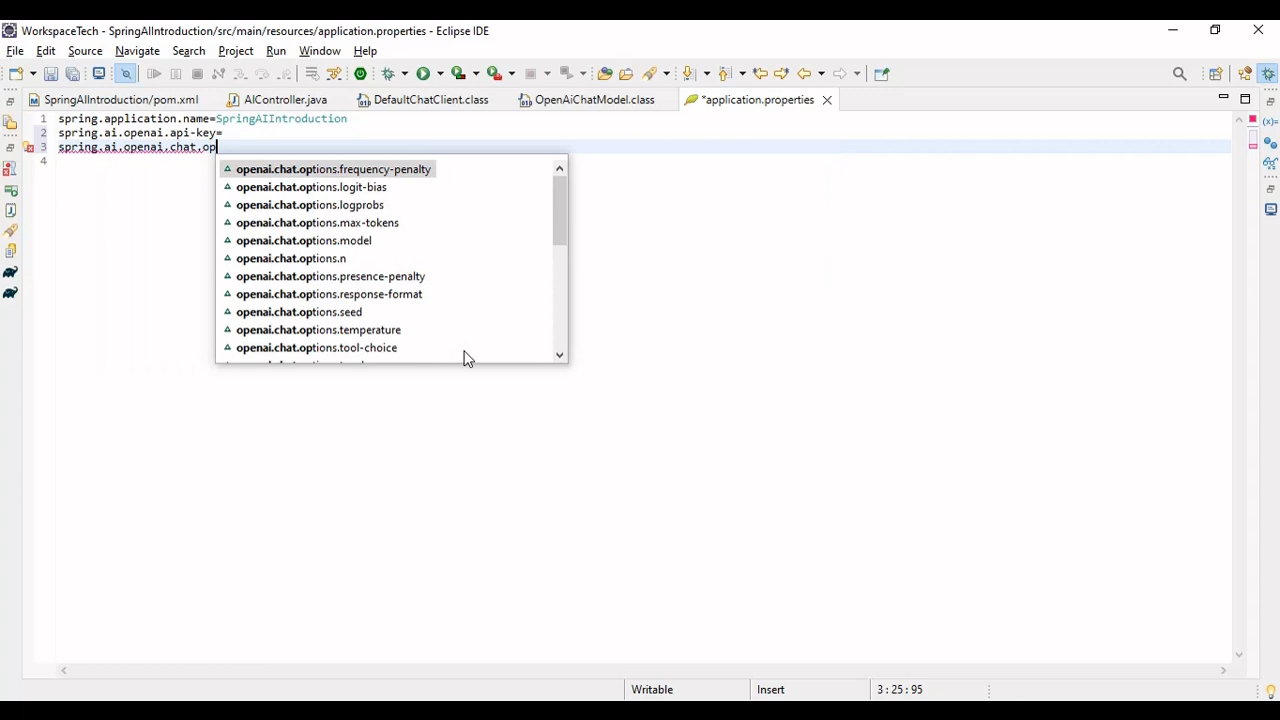 WorkspaceTech - SpringAIIntroduction/src/main/resources/application.properties - Eclipse IDE
File Edit Source Navigate Search Project Run Window Help
SpringAIIntroduction/pom.xml AIController.java DefaultChatClient.class OpenAiChatModel.class *application.properties
1 spring.application.name=SpringAIIntroduction
2 spring.ai.openai.api-key=
3 spring.ai.openai.chat.op
4
openai.chat.options.frequency-penalty
openai.chat.options.logit-bias
openai.chat.options.logprobs
openai.chat.options.max-tokens
openai.chat.options.model
openai.chat.options.n
openai.chat.options.presence-penalty
openai.chat.options.response-format
openai.chat.options.seed
openai.chat.options.temperature
openai.chat.options.tool-choice
Writable Insert 3:25:95